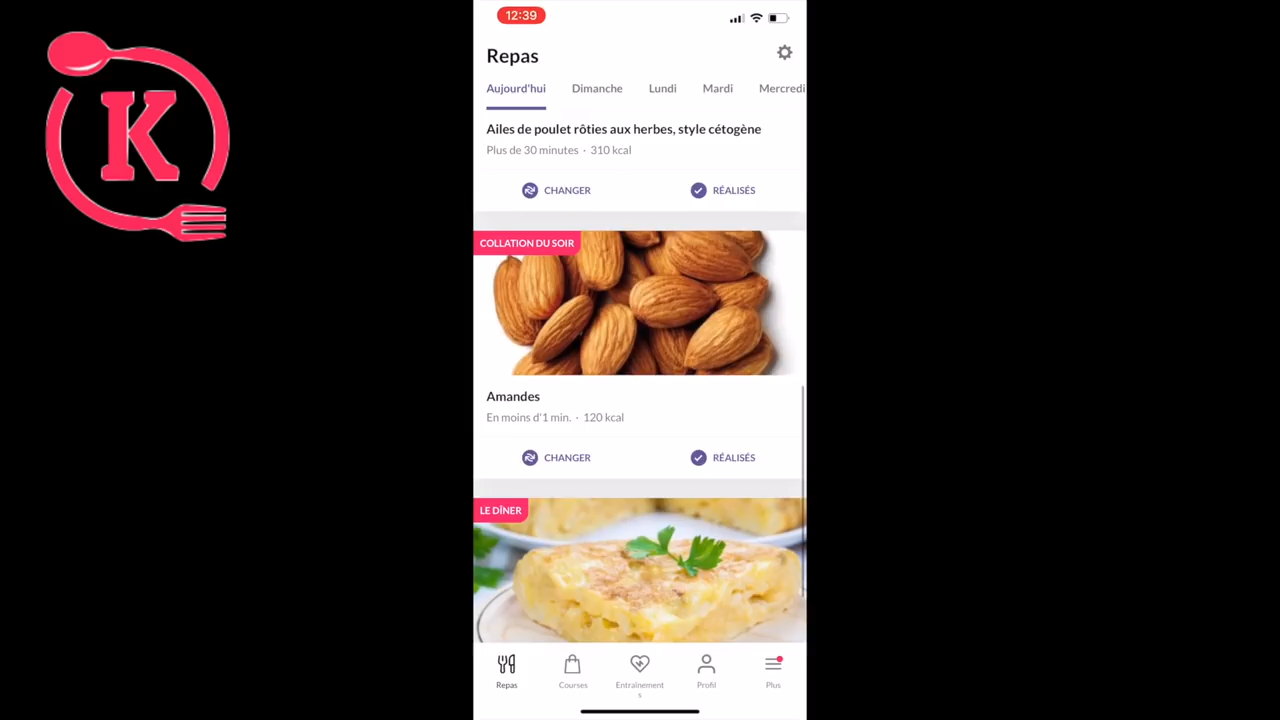 K
12:39
Repas
Aujourd'hui Dimanche Lundi Mardi Mercredi
Ailes de poulet rôties aux herbes, style cétogène
Plus de 30 minutes · 310 kcal
CHANGER RÉALISÉS
COLLATION DU SOIR
Amandes
En moins d'1 min. · 120 kcal
CHANGER RÉALISÉS
LE DÎNER
Repas Courses Entraînement Profil Plus
s